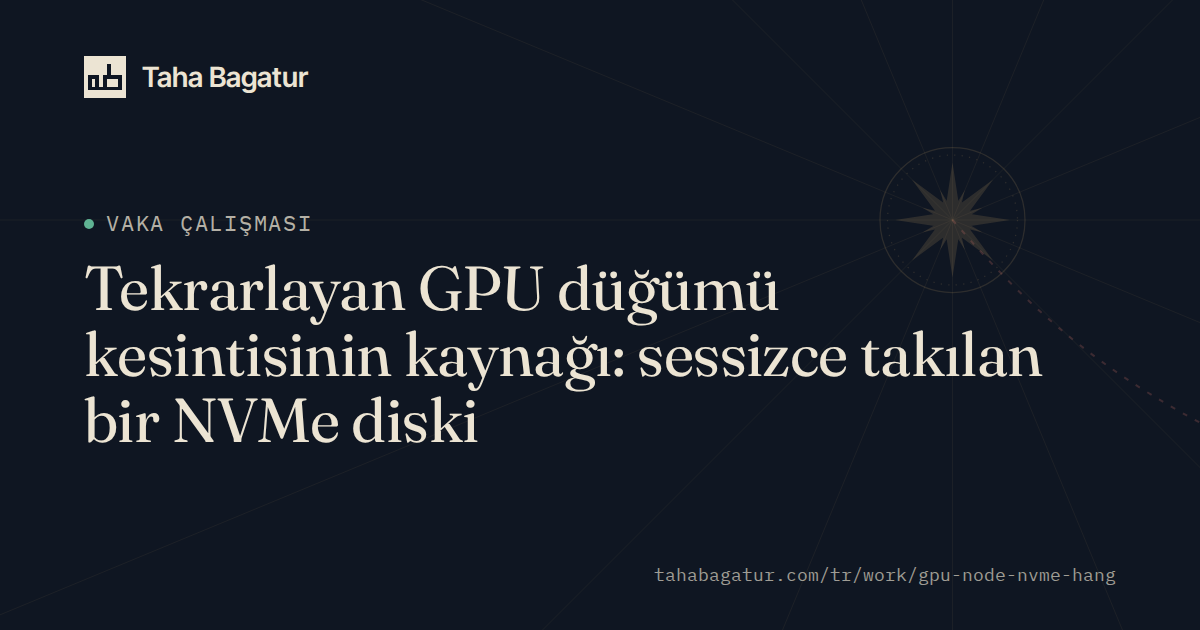 Taha Bagatur
VAKA ÇALIŞMASI
Tekrarlayan GPU düğümü
kesintisinin kaynağı: sessizce takılan
bir NVMe diski
tahabagatur.com/tr/work/gpu-node-nvme-hang